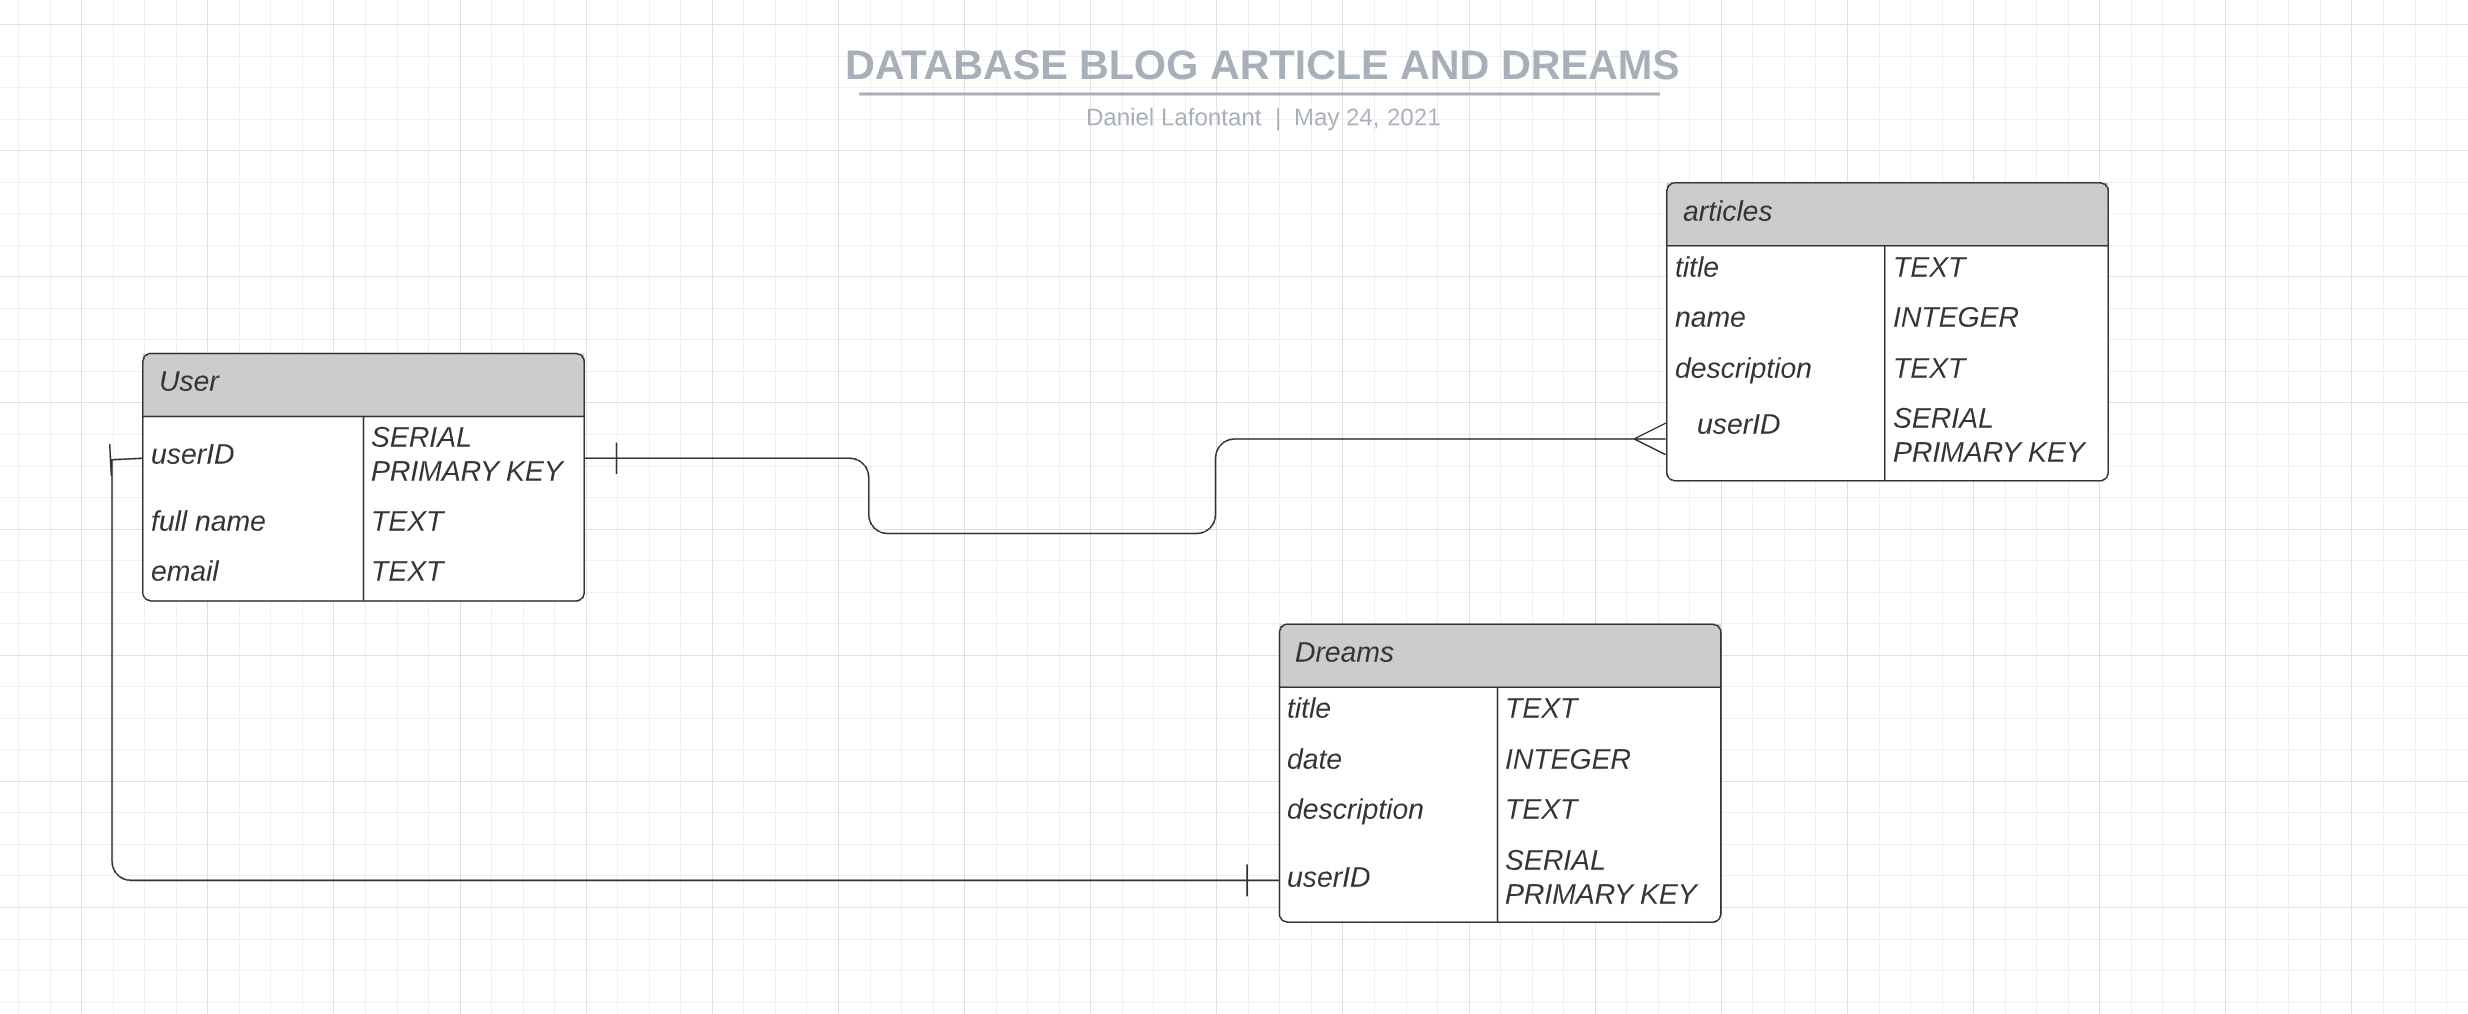 DATABASE BLOG ARTICLE AND DREAMS
Daniel Lafontant | May 24, 2021
articles
title TEXT
name INTEGER
description TEXT
userID SERIAL
PRIMARY KEY
User
userID SERIAL
PRIMARY KEY
full name TEXT
email TEXT
Dreams
title TEXT
date INTEGER
description TEXT
userID SERIAL
PRIMARY KEY